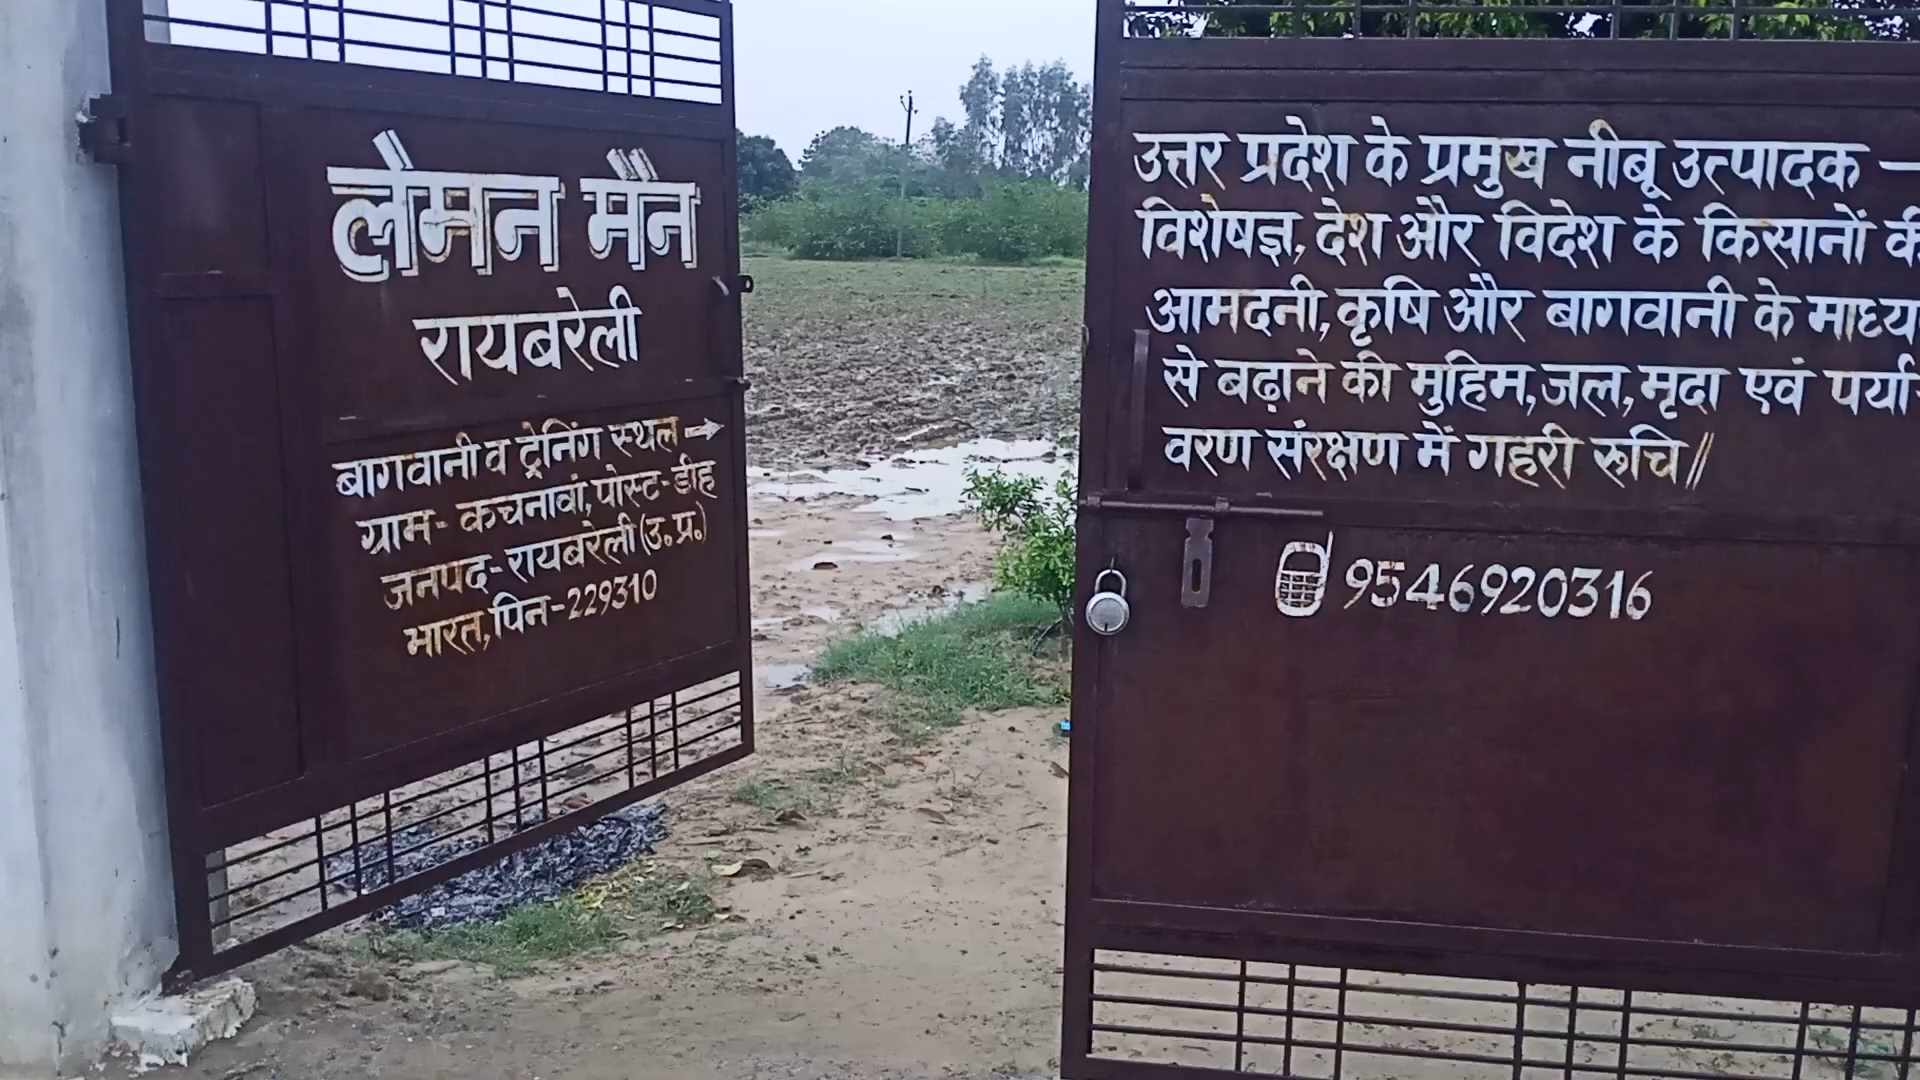 लैमन मैन
रायबरेली
बागवानी व ट्रेनिंग स्थल →
ग्राम- कचनावां, पोस्ट-डीह
जनपद-रायबरेली (उ.प्र.)
भारत, पिन-229310
उत्तर प्रदेश के प्रमुख नीबू उत्पादक —
विशेषज्ञ, देश और विदेश के किसानों की
आमदनी, कृषि और बागवानी के माध्य
से बढ़ाने की मुहिम, जल, मृदा एवं पर्या-
वरण संरक्षण में गहरी रुचि॥
9546920316